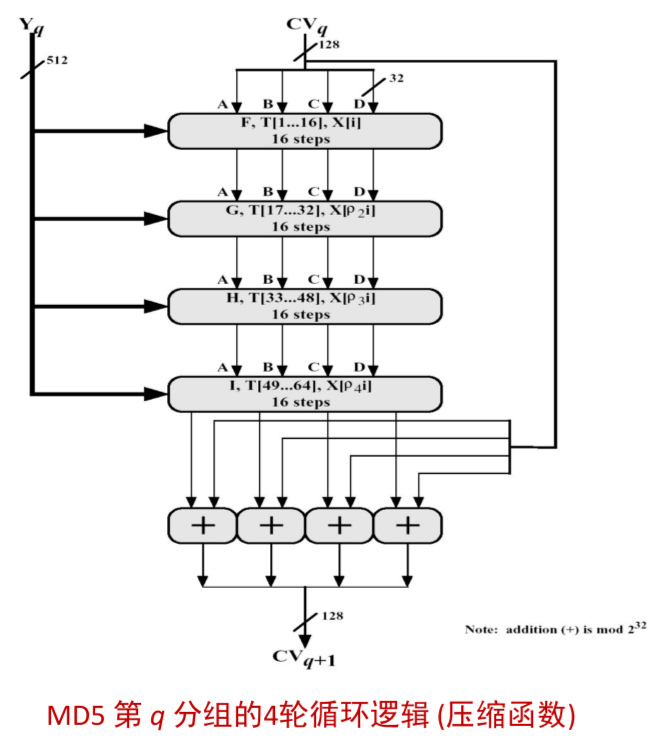 Yq CVq
512 128
32
A B C D
F, T[1...16], X[i]
16 steps
A B C D
G, T[17...32], X[ρ2i]
16 steps
A B C D
H, T[33...48], X[ρ3i]
16 steps
A B C D
I, T[49...64], X[ρ4i]
16 steps
+ + + +
128
Note: addition (+) is mod 2^32
CVq+1
MD5 第 q 分组的4轮循环逻辑 (压缩函数)